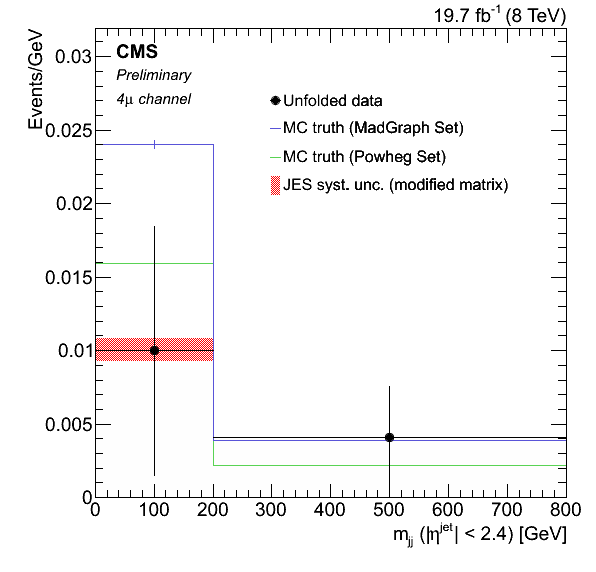 19.7 fb⁻¹ (8 TeV)
Events/GeV
CMS
Preliminary
4μ channel
Unfolded data
MC truth (MadGraph Set)
MC truth (Powheg Set)
JES syst. unc. (modified matrix)
0.03
0.025
0.02
0.015
0.01
0.005
0
0 100 200 300 400 500 600 700 800
m_jj (|η^jet| < 2.4) [GeV]